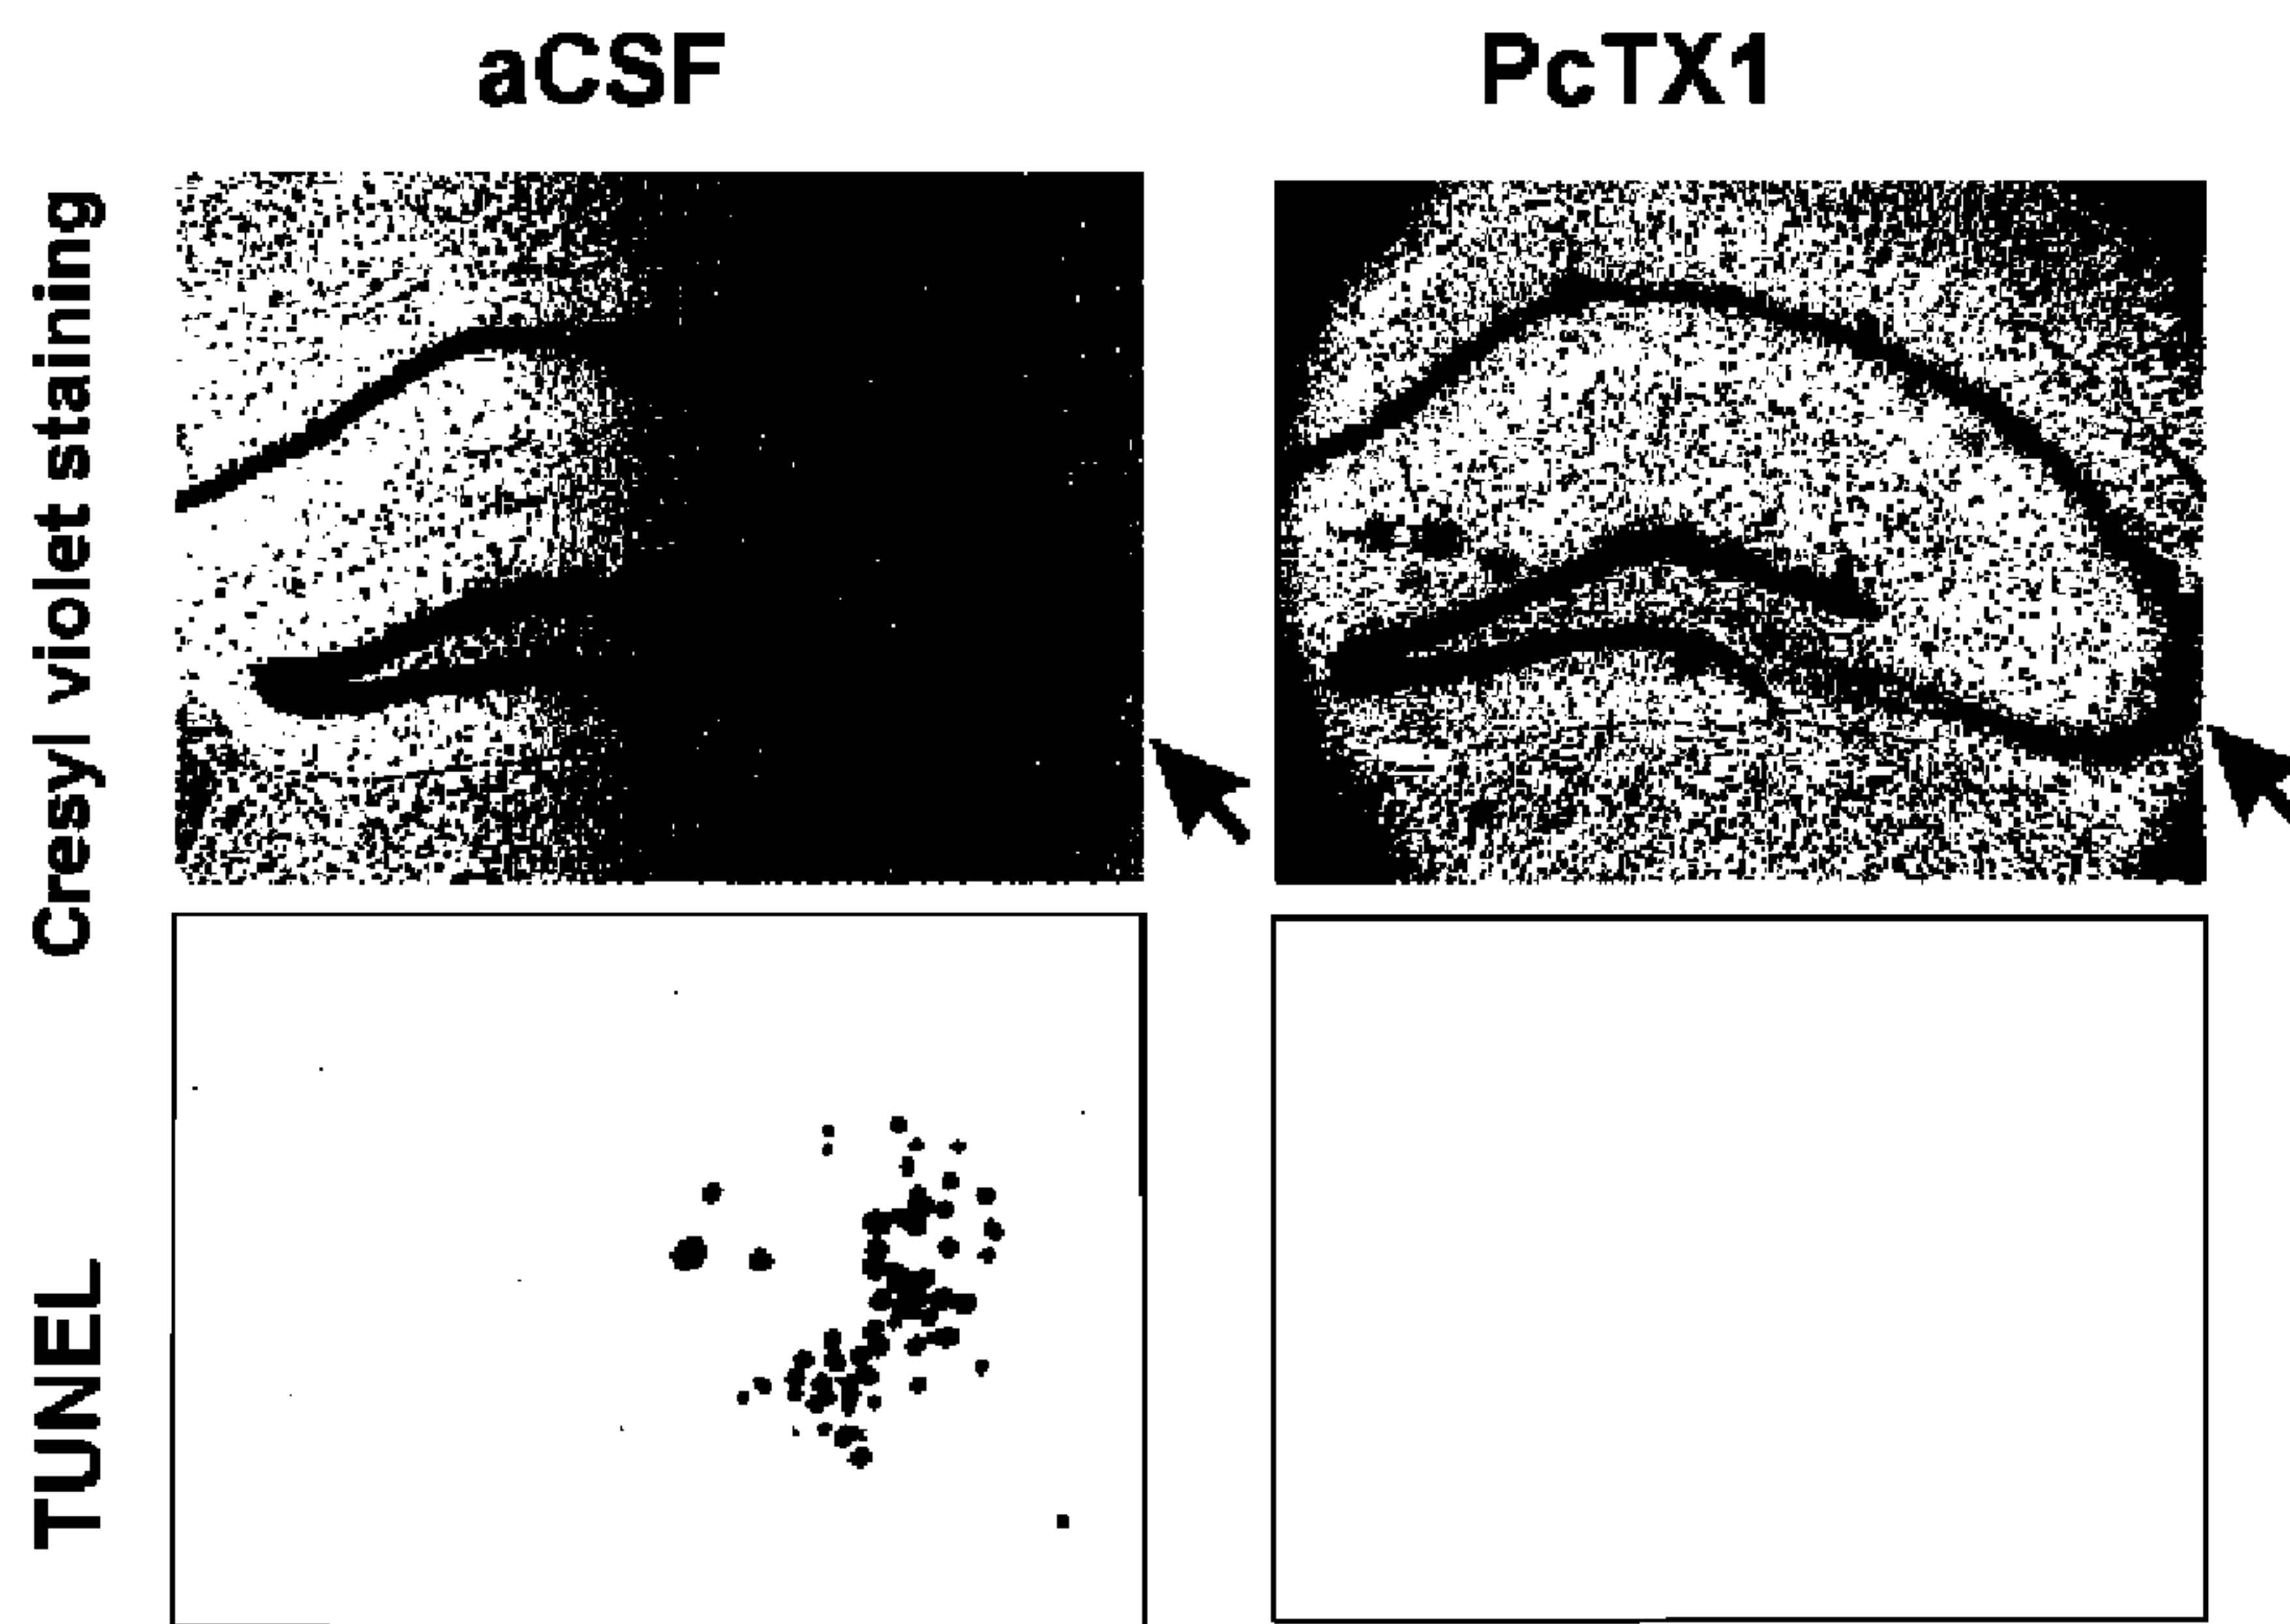 aCSF
PcTX1
Cresyl violet staining
TUNEL